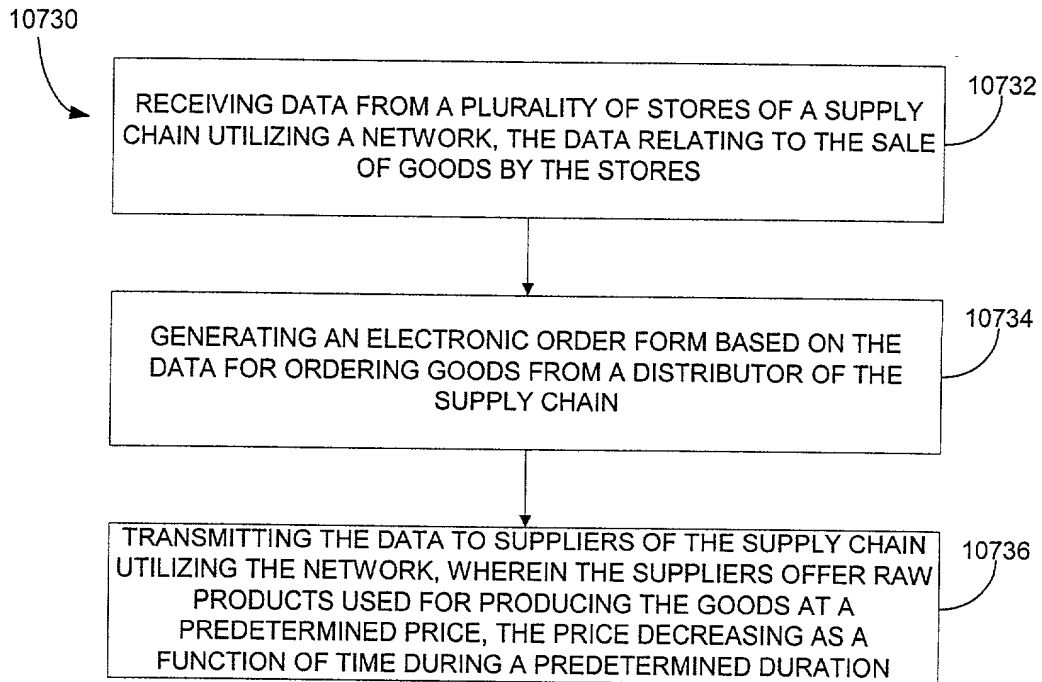 10730
10732
RECEIVING DATA FROM A PLURALITY OF STORES OF A SUPPLY
CHAIN UTILIZING A NETWORK, THE DATA RELATING TO THE SALE
OF GOODS BY THE STORES
10734
GENERATING AN ELECTRONIC ORDER FORM BASED ON THE
DATA FOR ORDERING GOODS FROM A DISTRIBUTOR OF THE
SUPPLY CHAIN
10736
TRANSMITTING THE DATA TO SUPPLIERS OF THE SUPPLY CHAIN
UTILIZING THE NETWORK, WHEREIN THE SUPPLIERS OFFER RAW
PRODUCTS USED FOR PRODUCING THE GOODS AT A
PREDETERMINED PRICE, THE PRICE DECREASING AS A
FUNCTION OF TIME DURING A PREDETERMINED DURATION